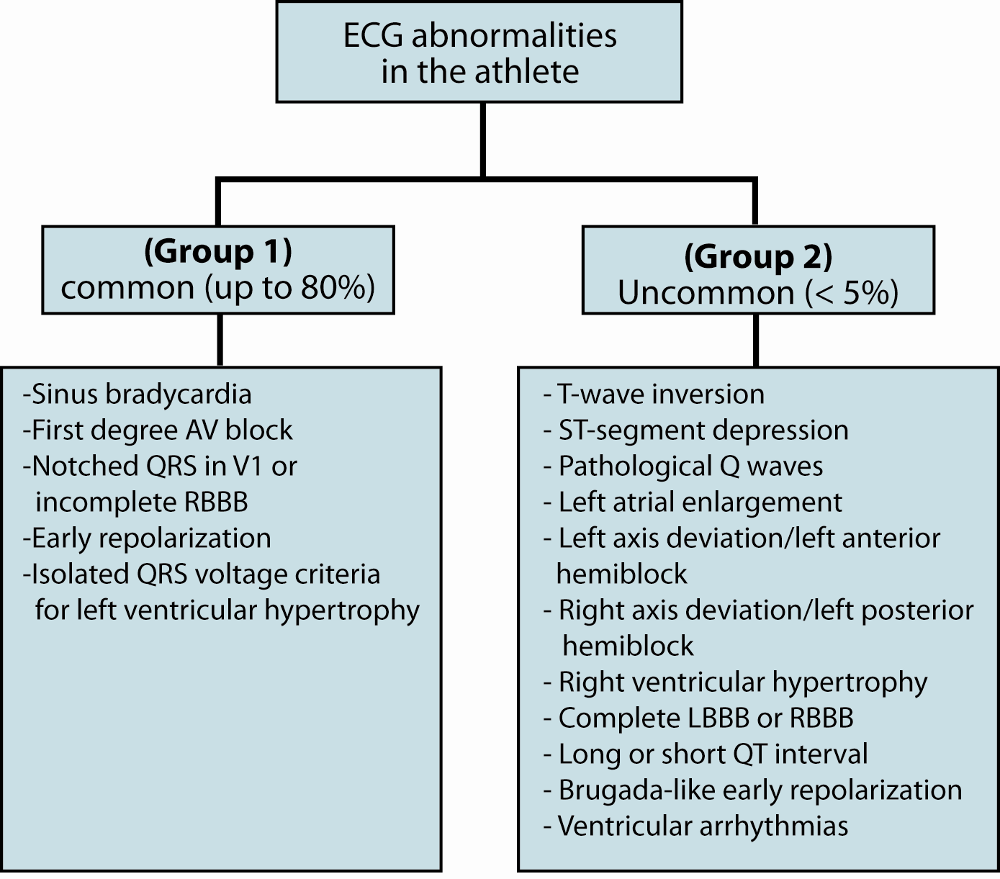 ECG abnormalities
in the athlete
(Group 1)
common (up to 80%)
(Group 2)
Uncommon (< 5%)
-Sinus bradycardia
-First degree AV block
-Notched QRS in V1 or
incomplete RBBB
-Early repolarization
-Isolated QRS voltage criteria
for left ventricular hypertrophy
- T-wave inversion
- ST-segment depression
- Pathological Q waves
- Left atrial enlargement
- Left axis deviation/left anterior
hemiblock
- Right axis deviation/left posterior
hemiblock
- Right ventricular hypertrophy
- Complete LBBB or RBBB
- Long or short QT interval
- Brugada-like early repolarization
- Ventricular arrhythmias